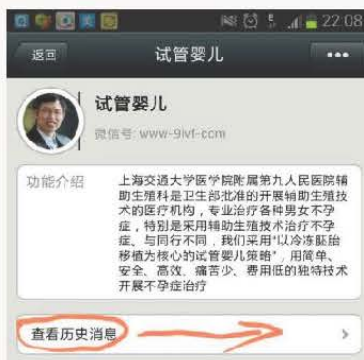 22:08
返回
试管婴儿
试管婴儿
微信号: www-9ivf-com
功能介绍
上海交通大学医学院附属第九人民医院辅
助生殖科是卫生部批准的开展辅助生殖技
术的医疗机构，专业治疗各种男女不孕
症，特别是采用辅助生殖技术治疗不孕
症。与同行不同，我们采用"以冷冻胚胎
移植为核心的试管婴儿策略"，用简单、
安全、高效、痛苦少、费用低的独特技术
开展不孕症治疗
查看历史消息